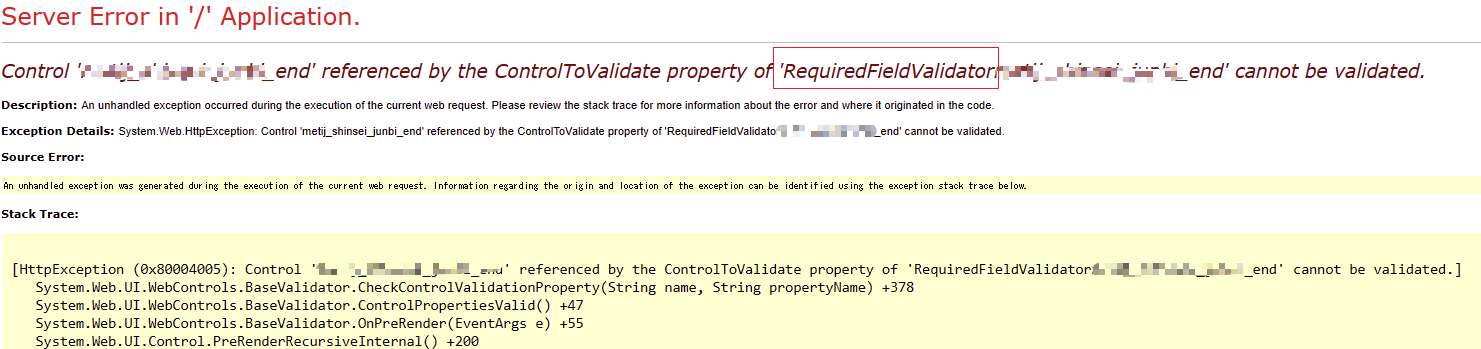 Server Error in '/' Application.
Control '_end' referenced by the ControlToValidate property of 'RequiredFieldValidator _end' cannot be validated.
Description: An unhandled exception occurred during the execution of the current web request. Please review the stack trace for more information about the error and where it originated in the code.
Exception Details: System.Web.HttpException: Control 'metij_shinsei_junbi_end' referenced by the ControlToValidate property of 'RequiredFieldValidato _end' cannot be validated.
Source Error:
An unhandled exception was generated during the execution of the current web request. Information regarding the origin and location of the exception can be identified using the exception stack trace below.
Stack Trace:
[HttpException (0x80004005): Control ' ' referenced by the ControlToValidate property of 'RequiredFieldValidator _end' cannot be validated.]
System.Web.UI.WebControls.BaseValidator.CheckControlValidationProperty(String name, String propertyName) +378
System.Web.UI.WebControls.BaseValidator.ControlPropertiesValid() +47
System.Web.UI.WebControls.BaseValidator.OnPreRender(EventArgs e) +55
System.Web.UI.Control.PreRenderRecursiveInternal() +200